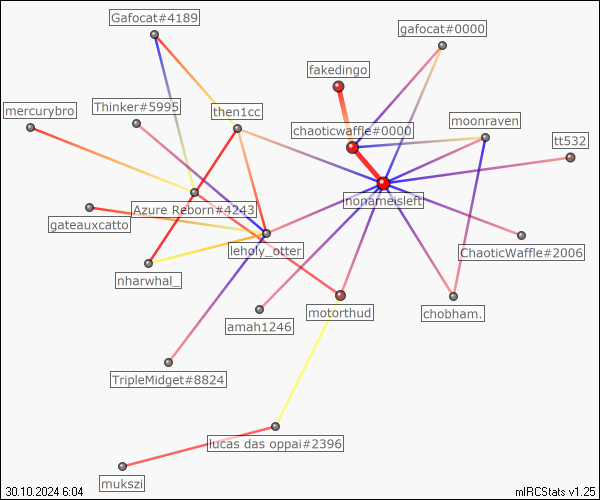 Gafocat#4189
gafocat#0000
fakedingo
mercurybro
Thinker#5995
then1cc
moonraven
chaoticwaffle#0000
tt532
nonameisleft
Azure Reborn#4243
gateauxcatto
leholy_otter
ChaoticWaffle#2006
nharwhal_
motorthud
chobham.
amah1246
TripleMidget#8824
lucas das oppai#2396
mukszi
30.10.2024 6:04
mIRCStats v1.25